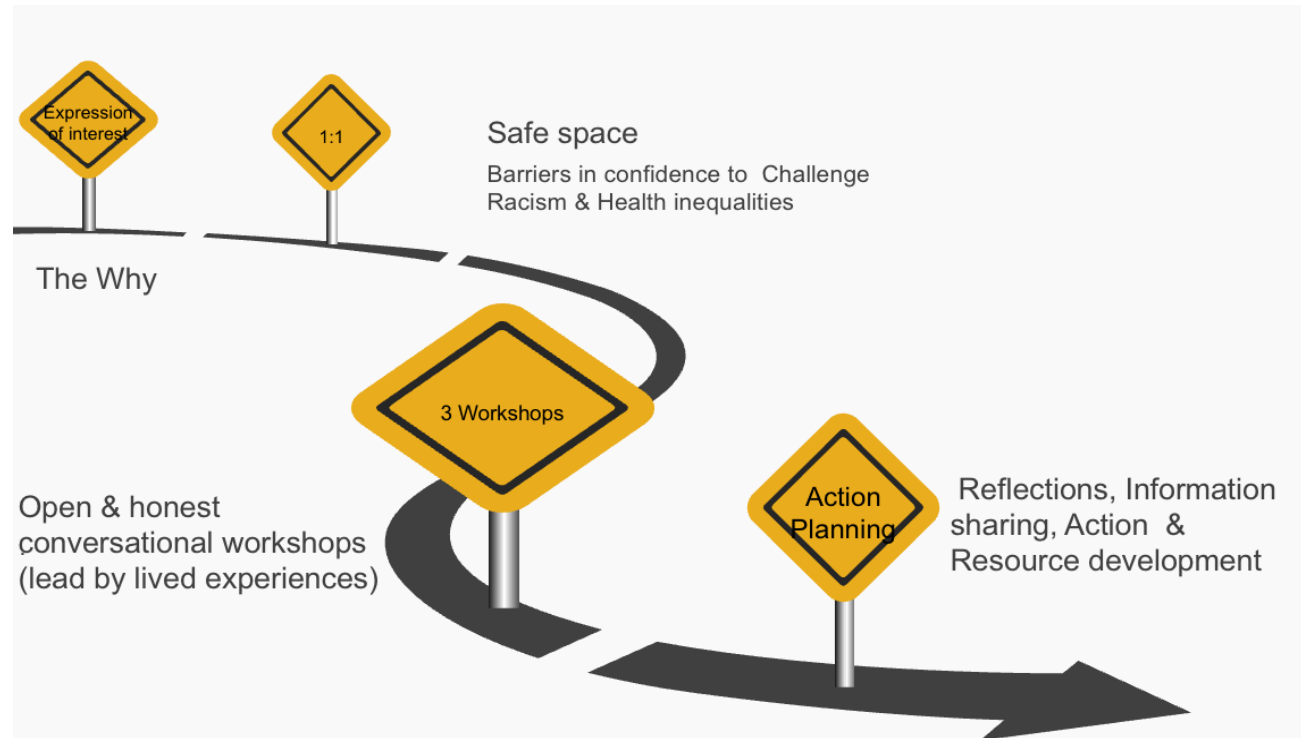 Expression
of interest
1:1
Safe space
Barriers in confidence to  Challenge
Racism & Health inequalities
The Why
3 Workshops
Open & honest
conversational workshops
(lead by lived experiences)
Action
Planning
Reflections, Information
sharing, Action  &
Resource development